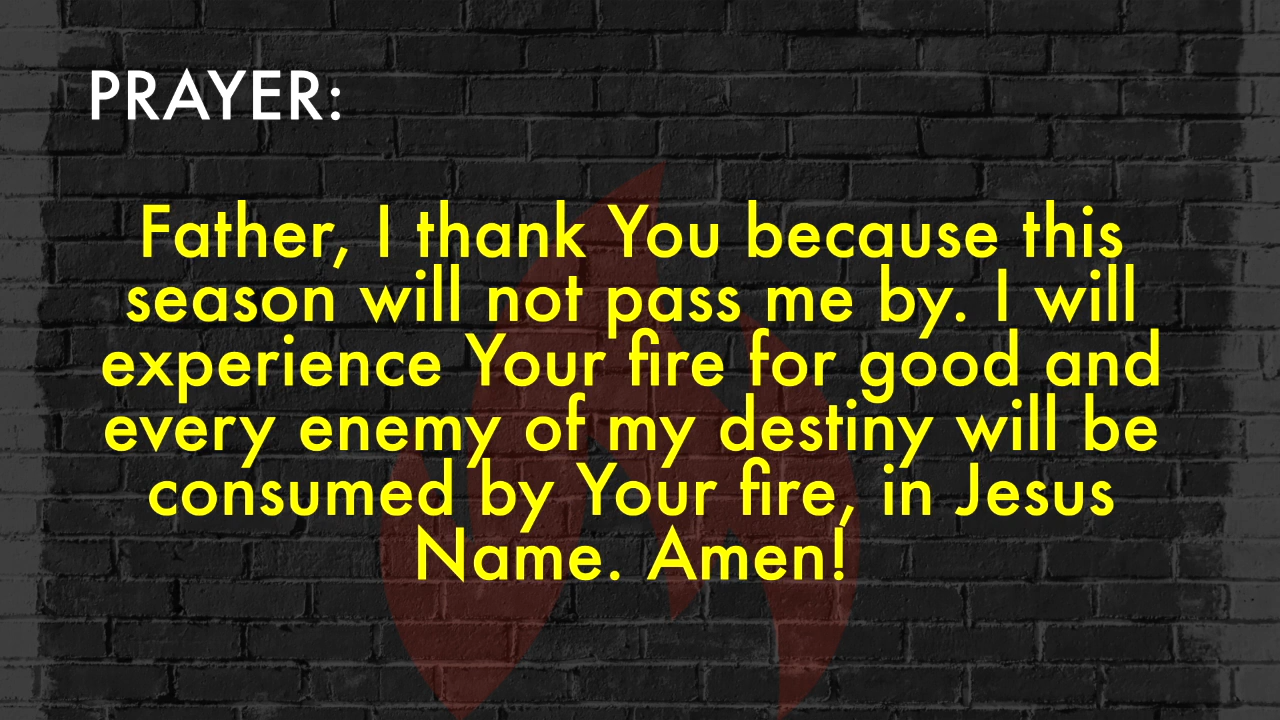 PRAYER:
Father, I thank You because this
season will not pass me by. I will
experience Your fire for good and
every enemy of my destiny will be
consumed by Your fire, in Jesus
Name. Amen!